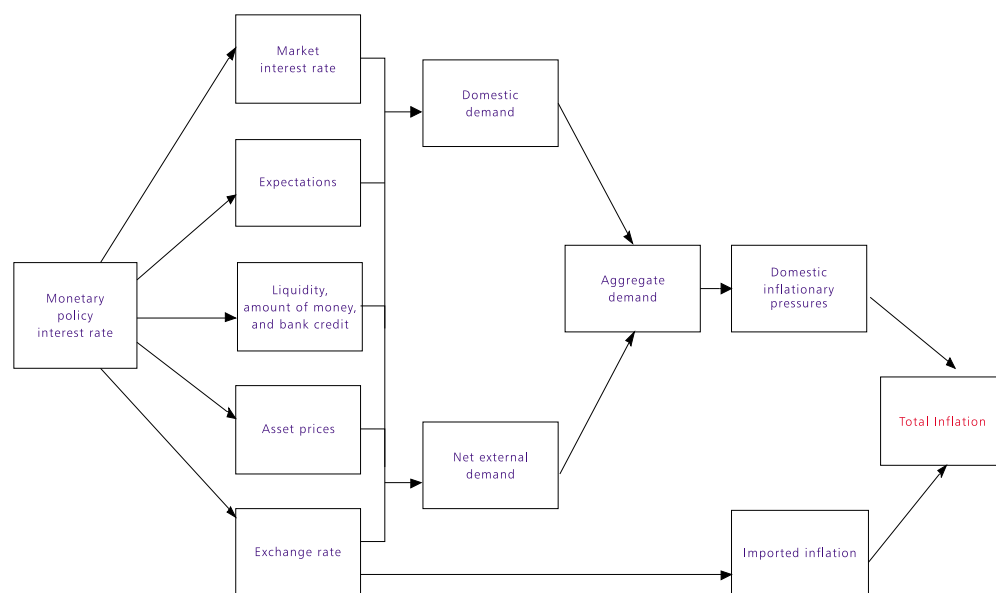 Market
interest rate
Domestic
demand
Expectations
Monetary
policy
interest rate
Liquidity,
amount of money,
and bank credit
Aggregate
demand
Domestic
inflationary
pressures
Asset prices
Net external
demand
Total Inflation
Exchange rate
Imported inflation